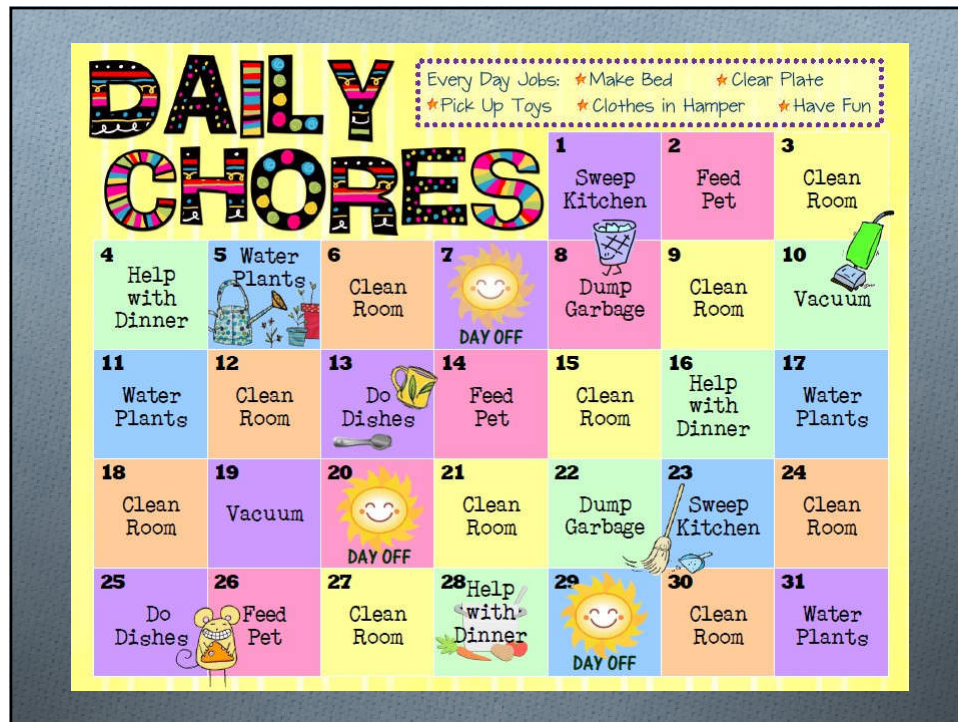 DAILY
CHORES
Every Day Jobs: Make Bed Clear Plate
Pick Up Toys Clothes in Hamper Have Fun
1
Sweep
Kitchen
2
Feed
Pet
3
Clean
Room
4
Help
with
Dinner
5 Water
Plants
6
Clean
Room
7
DAY OFF
8
Dump
Garbage
9
Clean
Room
10
Vacuum
11
Water
Plants
12
Clean
Room
13
Do
Dishes
14
Feed
Pet
15
Clean
Room
16
Help
with
Dinner
17
Water
Plants
18
Clean
Room
19
Vacuum
20
DAY OFF
21
Clean
Room
22
Dump
Garbage
23
Sweep
Kitchen
24
Clean
Room
25
Do
Dishes
26
Feed
Pet
27
Clean
Room
28 Help
with
Dinner
29
DAY OFF
30
Clean
Room
31
Water
Plants